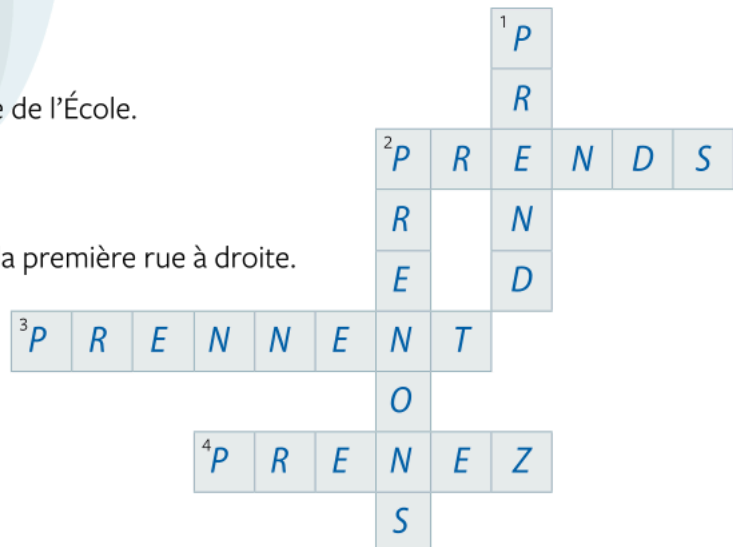 1 P
R
e de l'École.
2 P R E N D S
R N
a première rue à droite.
E D
3 P R E N N E N T
O
4 P R E N E Z
S